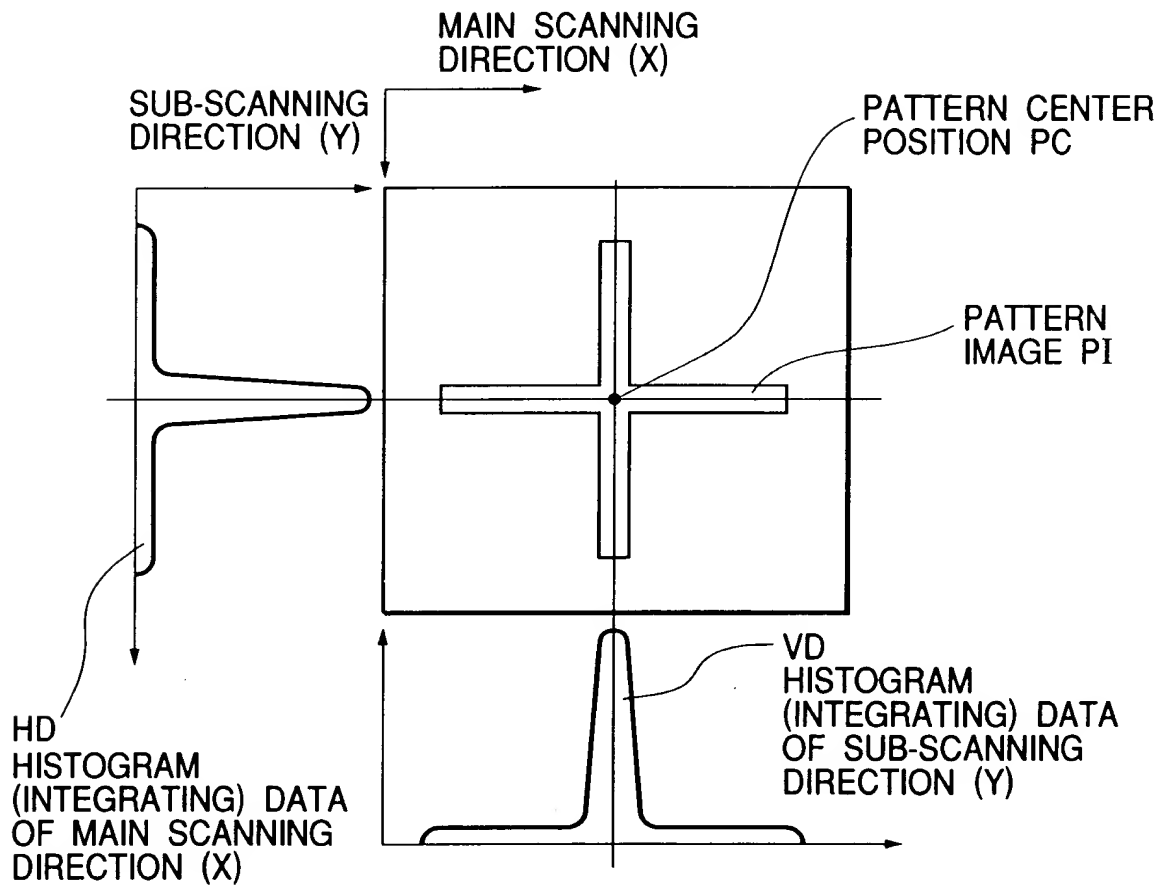 MAIN SCANNING
DIRECTION (X)
SUB-SCANNING
DIRECTION (Y)
PATTERN CENTER
POSITION PC
PATTERN
IMAGE PI
VD
HISTOGRAM
(INTEGRATING) DATA
OF SUB-SCANNING
DIRECTION (Y)
HD
HISTOGRAM
(INTEGRATING) DATA
OF MAIN SCANNING
DIRECTION (X)